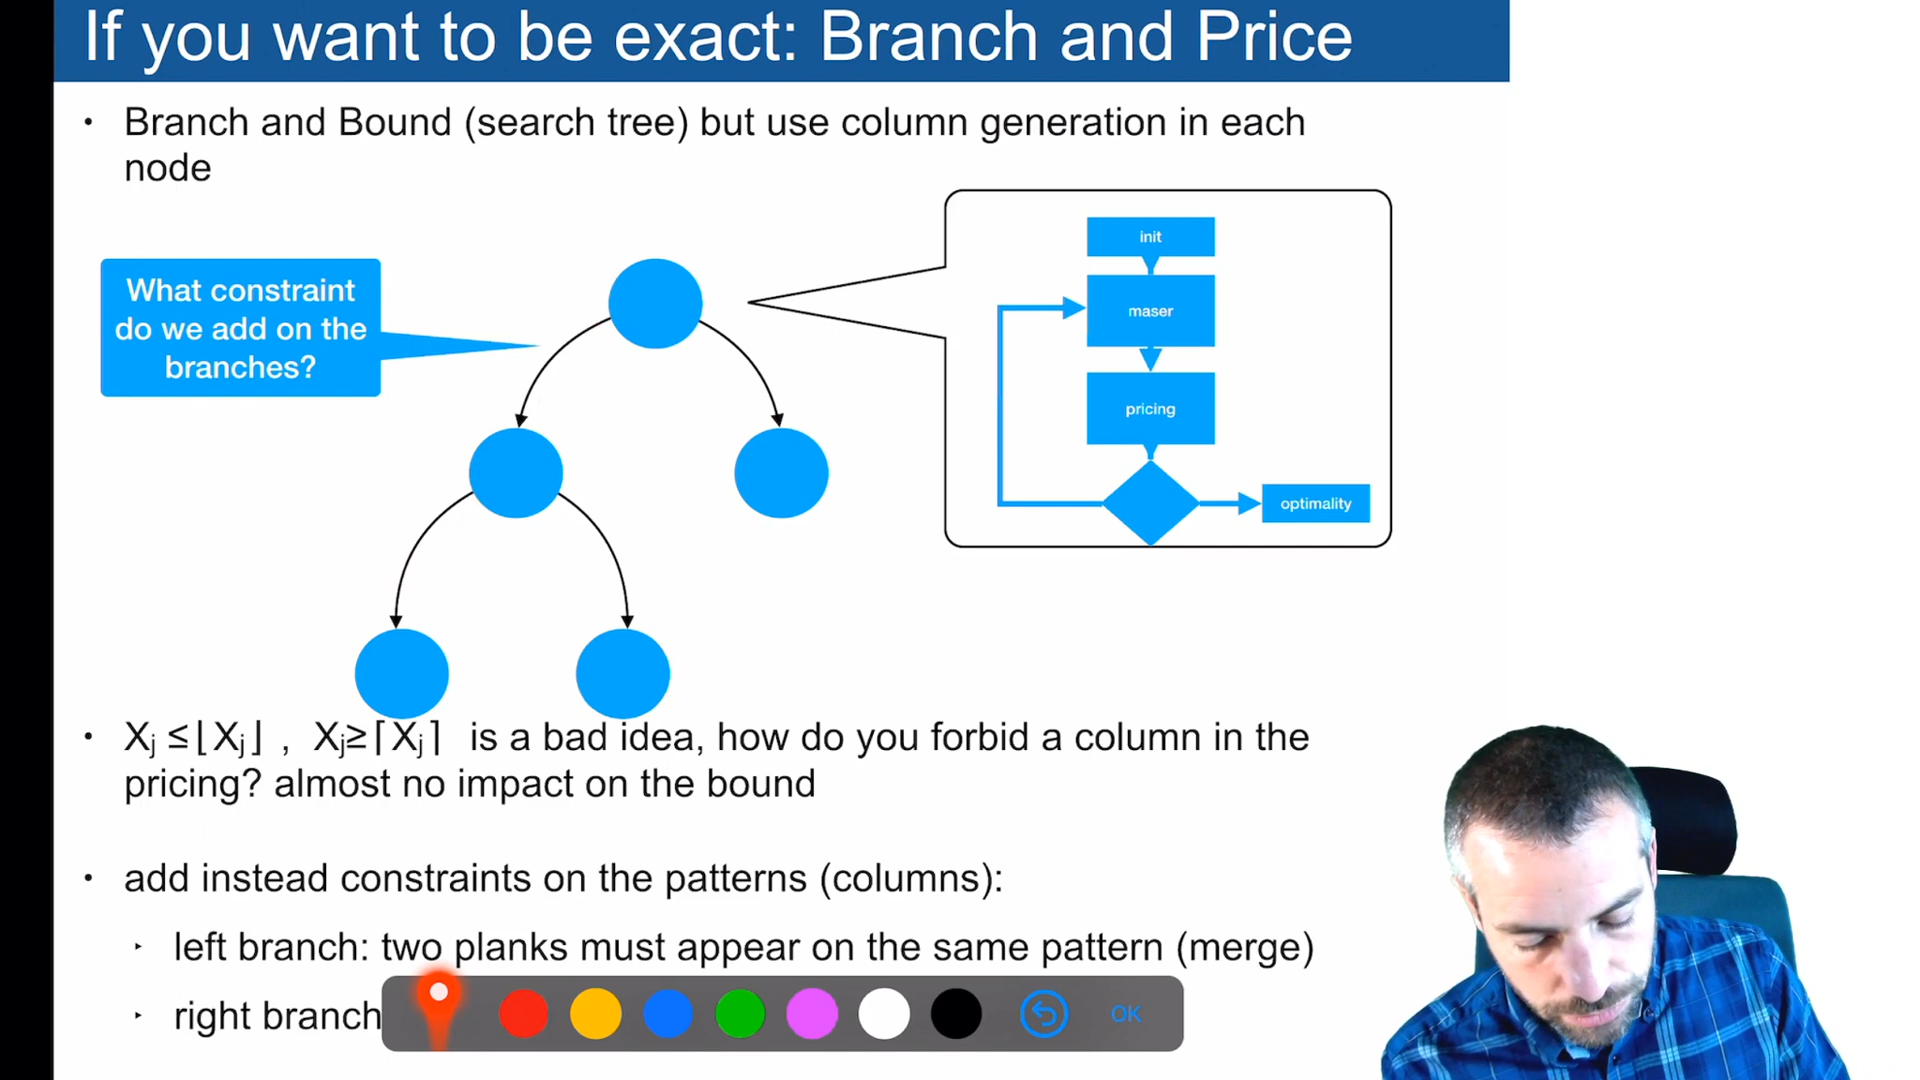 If you want to be exact: Branch and Price
• Branch and Bound (search tree) but use column generation in each
node
What constraint
do we add on the
branches?
init
maser
pricing
optimality
• Xj ≤⌊Xj⌋ , Xj≥⌈Xj⌉ is a bad idea, how do you forbid a column in the
pricing? almost no impact on the bound
• add instead constraints on the patterns (columns):
‣ left branch: two planks must appear on the same pattern (merge)
‣ right branch
OK